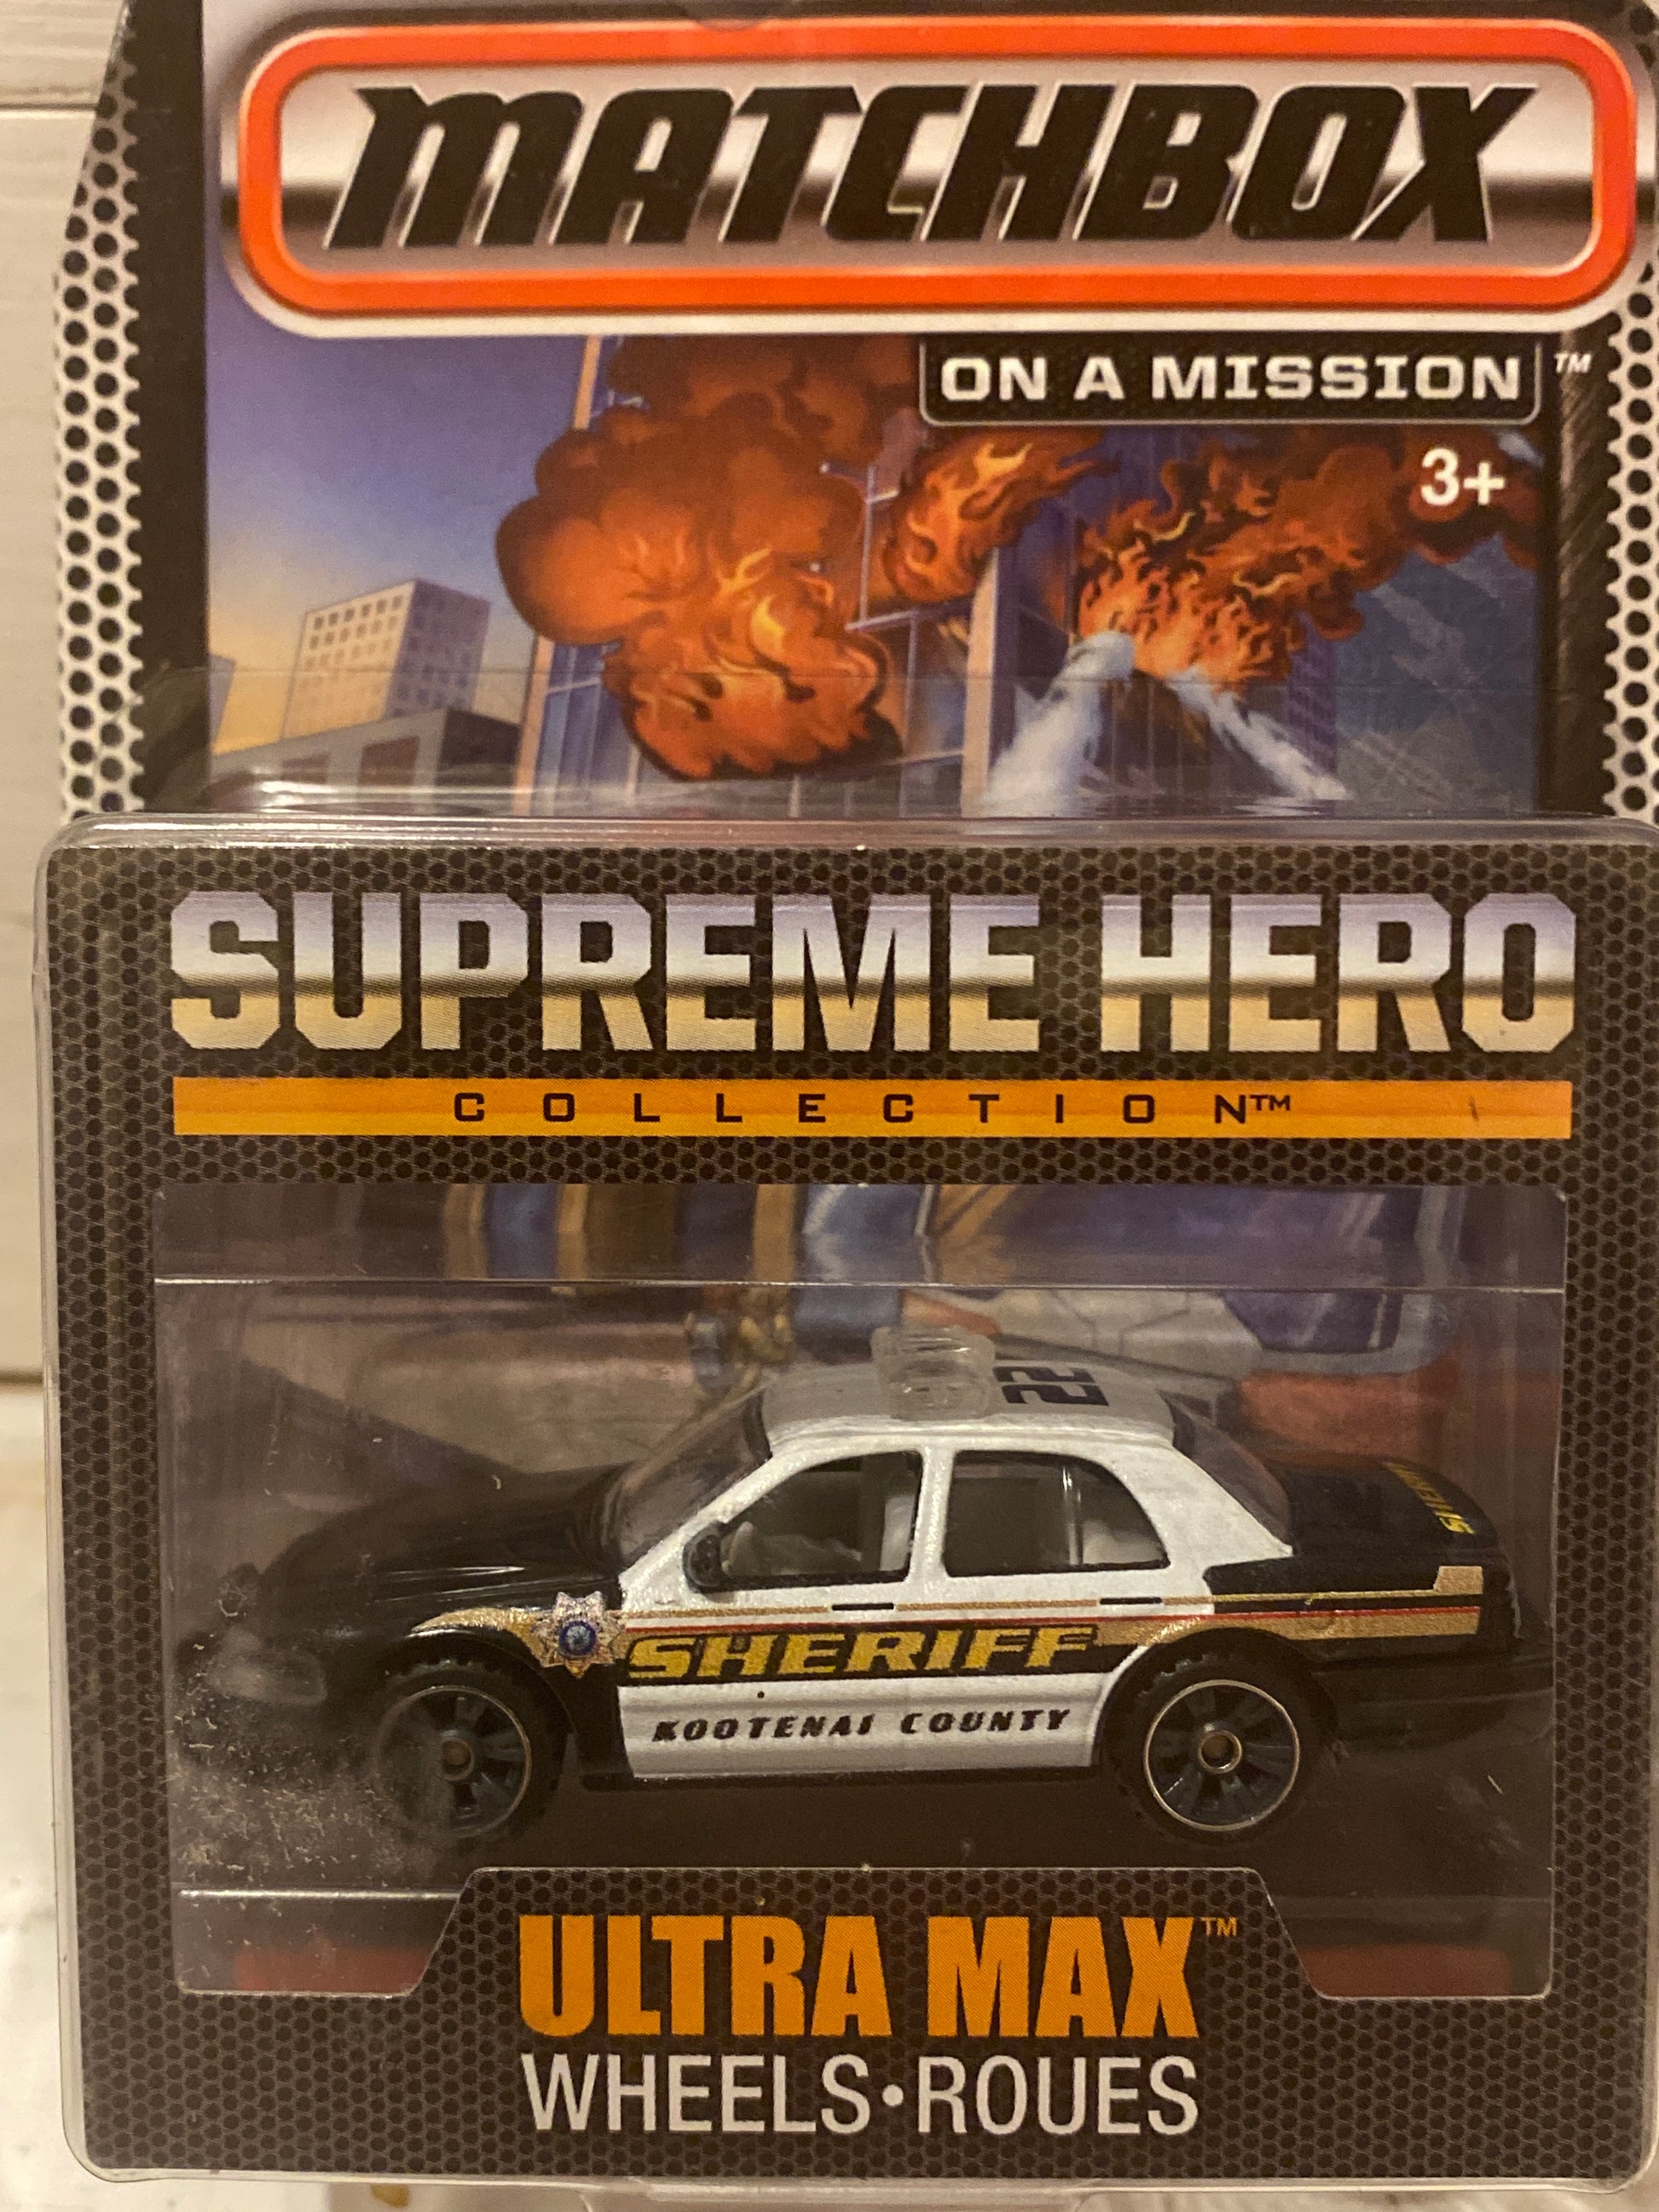 MATCHBOX
ON A MISSION™
3+
SUPREME HERO
COLLECTION™
22
SHERIFF
KOOTENAI COUNTY
ULTRA MAX™
WHEELS•ROUES